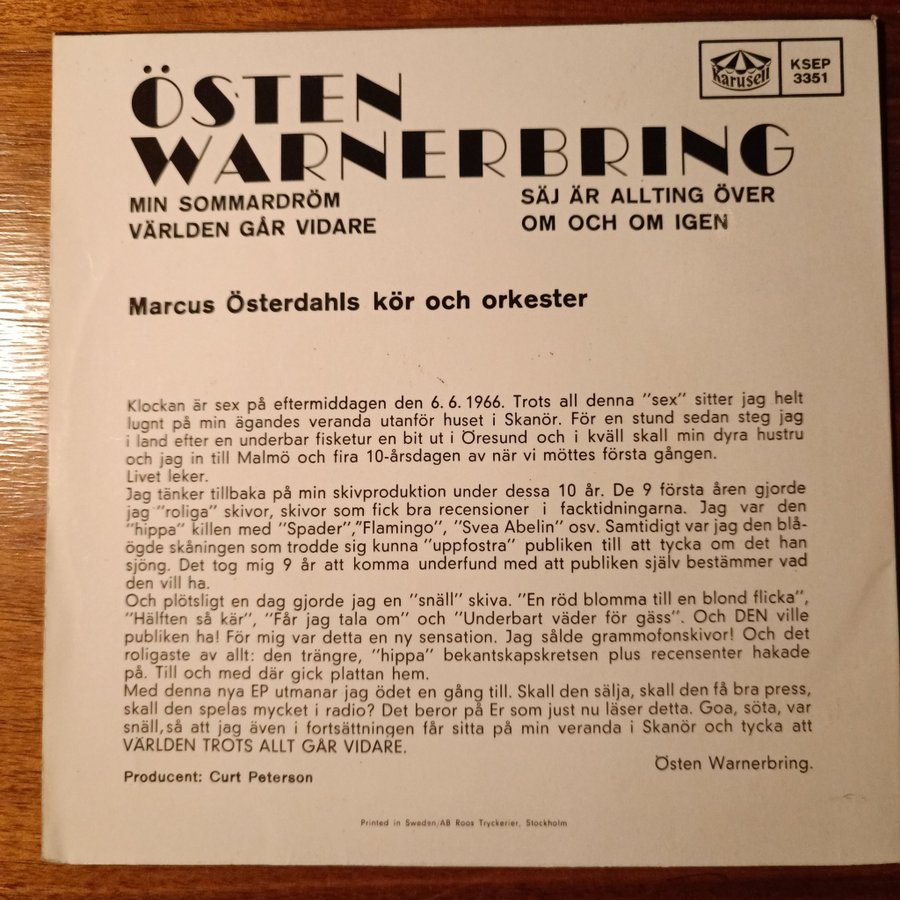 ÖSTEN
WARNERBRING
Karusell
KSEP
3351
MIN SOMMARDRÖM
VÄRLDEN GÅR VIDARE
SÄJ ÄR ALLTING ÖVER
OM OCH OM IGEN
Marcus Österdahls kör och orkester
Klockan är sex på eftermiddagen den 6. 6. 1966. Trots all denna "sex" sitter jag helt
lugnt på min ägandes veranda utanför huset i Skanör. För en stund sedan steg jag
i land efter en underbar fisketur en bit ut i Öresund och i kväll skall min dyra hustru
och jag in till Malmö och fira 10-årsdagen av när vi möttes första gången.
Livet leker.
Jag tänker tillbaka på min skivproduktion under dessa 10 år. De 9 första åren gjorde
jag "roliga" skivor, skivor som fick bra recensioner i facktidningarna. Jag var den
"hippa" killen med "Spader","Flamingo", "Svea Abelin" osv. Samtidigt var jag den blå-
ögde skåningen som trodde sig kunna "uppfostra" publiken till att tycka om det han
sjöng. Det tog mig 9 år att komma underfund med att publiken själv bestämmer vad
den vill ha.
Och plötsligt en dag gjorde jag en "snäll" skiva. "En röd blomma till en blond flicka",
"Hälften så kär", "Får jag tala om" och "Underbart väder för gäss". Och DEN ville
publiken ha! För mig var detta en ny sensation. Jag sålde grammofonskivor! Och det
roligaste av allt: den trängre, "hippa" bekantskapskretsen plus recensenter hakade
på. Till och med där gick plattan hem.
Med denna nya EP utmanar jag ödet en gång till. Skall den sälja, skall den få bra press,
skall den spelas mycket i radio? Det beror på Er som just nu läser detta. Goa, söta, var
snäll,så att jag även i fortsättningen får sitta på min veranda i Skanör och tycka att
VÄRLDEN TROTS ALLT GÅR VIDARE.
Östen Warnerbring.
Producent: Curt Peterson
Printed in Sweden/AB Roos Tryckerier, Stockholm